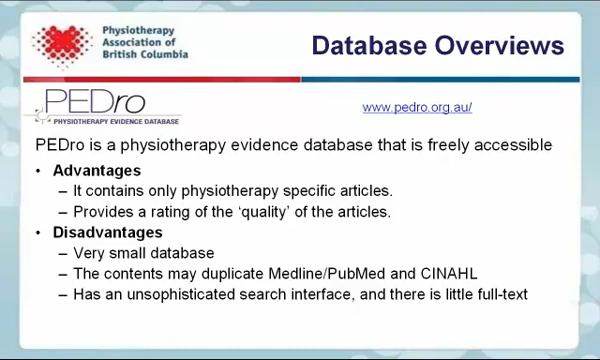 Physiotherapy
Association of
British Columbia
Database Overviews
PEDro
PHYSIOTHERAPY EVIDENCE DATABASE
www.pedro.org.au/
PEDro is a physiotherapy evidence database that is freely accessible
• Advantages
– It contains only physiotherapy specific articles.
– Provides a rating of the ‘quality’ of the articles.
• Disadvantages
– Very small database
– The contents may duplicate Medline/PubMed and CINAHL
– Has an unsophisticated search interface, and there is little full-text